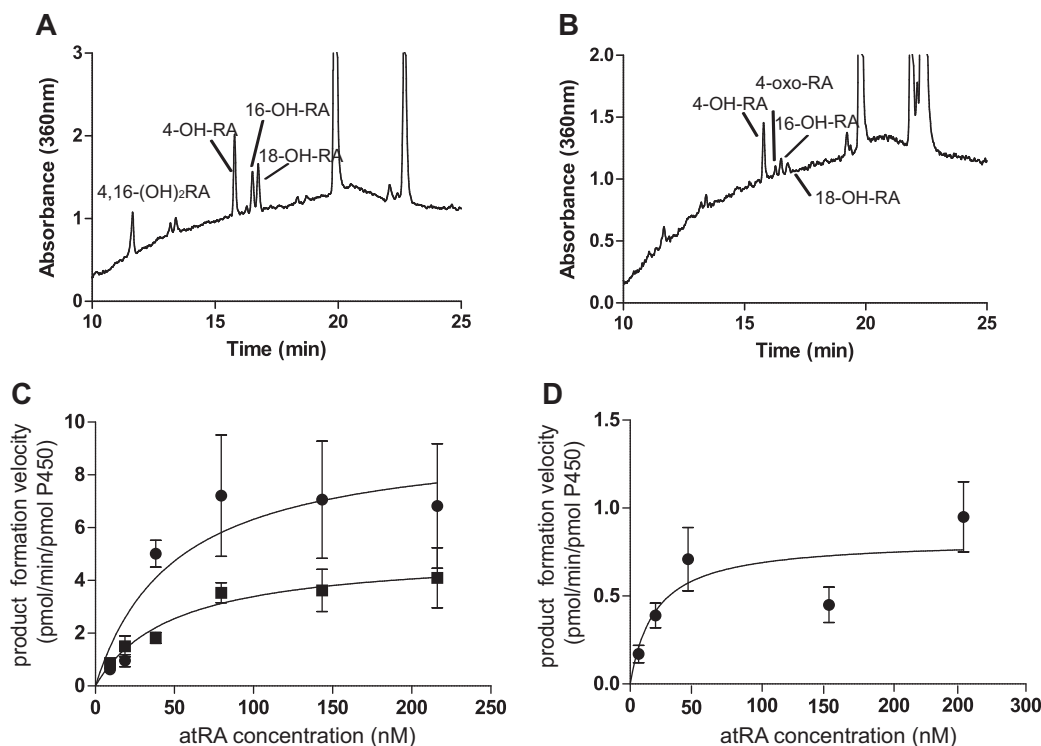 A
Absorbance (360nm)
3
2
1
0
4,16-(OH)₂RA
4-OH-RA
16-OH-RA
18-OH-RA
10 15 20 25
Time (min)
B
Absorbance (360nm)
2.0
1.5
1.0
0.5
0.0
4-oxo-RA
4-OH-RA
16-OH-RA
18-OH-RA
10 15 20 25
Time (min)
C
product formation velocity
(pmol/min/pmol P450)
10
8
6
4
2
0
0 50 100 150 200 250
atRA concentration (nM)
D
product formation velocity
(pmol/min/pmol P450)
1.5
1.0
0.5
0.0
0 50 100 150 200 200 300
atRA concentration (nM)